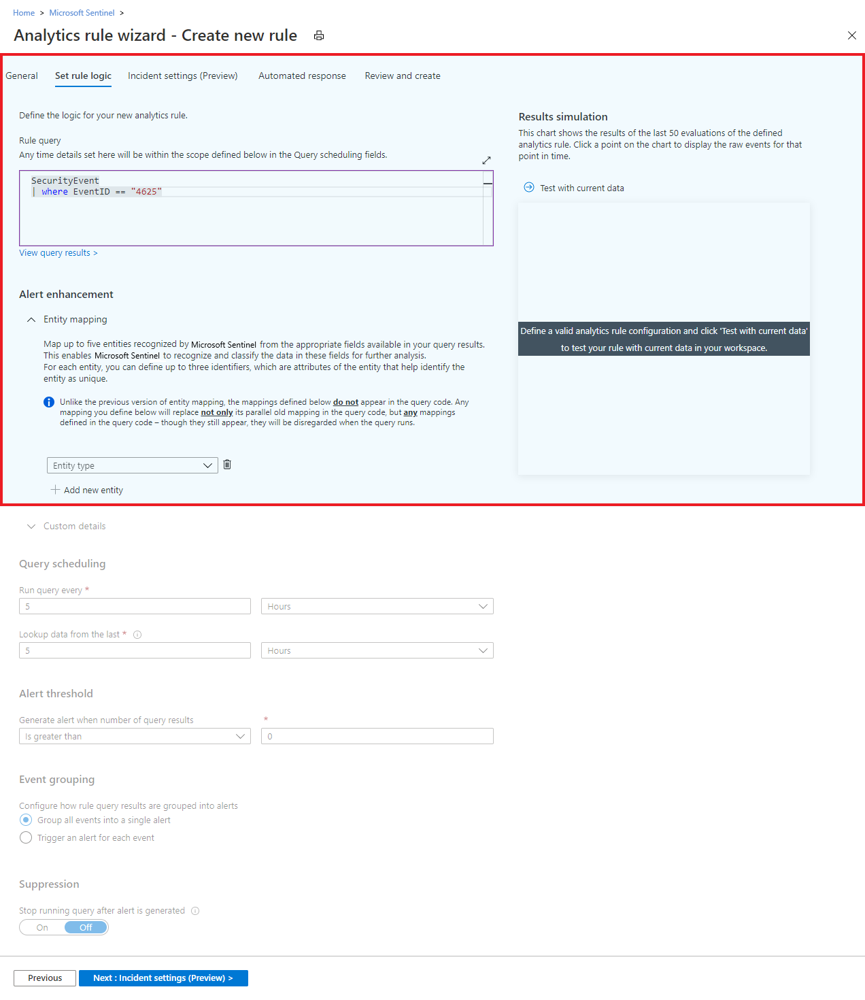 Home > Microsoft Sentinel >
Analytics rule wizard - Create new rule
General Set rule logic Incident settings (Preview) Automated response Review and create
Define the logic for your new analytics rule.
Rule query
Any time details set here will be within the scope defined below in the Query scheduling fields.
SecurityEvent
| where EventID == "4625"
View query results >
Results simulation
This chart shows the results of the last 50 evaluations of the defined
analytics rule. Click a point on the chart to display the raw events for that
point in time.
Test with current data
Define a valid analytics rule configuration and click 'Test with current data'
to test your rule with current data in your workspace.
Alert enhancement
Entity mapping
Map up to five entities recognized by Microsoft Sentinel from the appropriate fields available in your query results.
This enables Microsoft Sentinel to recognize and classify the data in these fields for further analysis.
For each entity, you can define up to three identifiers, which are attributes of the entity that help identify the
entity as unique.
Unlike the previous version of entity mapping, the mappings defined below do not appear in the query code. Any
mapping you define below will replace not only its parallel old mapping in the query code, but any mappings
defined in the query code – though they still appear, they will be disregarded when the query runs.
Entity type
Add new entity
Custom details
Query scheduling
Run query every *
5 Hours
Lookup data from the last *
5 Hours
Alert threshold
Generate alert when number of query results *
Is greater than 0
Event grouping
Configure how rule query results are grouped into alerts
Group all events into a single alert
Trigger an alert for each event
Suppression
Stop running query after alert is generated
On Off
Previous Next : Incident settings (Preview) >